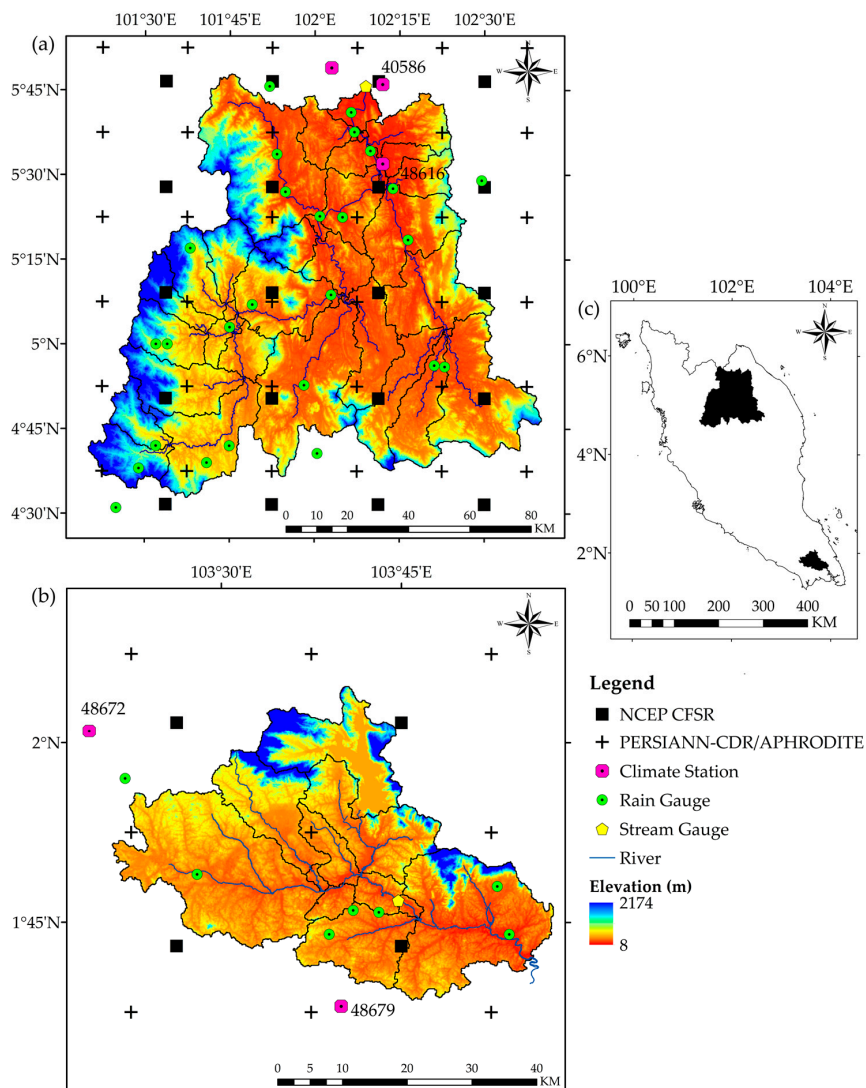 101°30'E 101°45'E 102°E 102°15'E 102°30'E
(a)
N
W E
S
40586
5°45'N
5°30'N
48616
5°15'N
5°N
4°45'N
4°30'N
0 10 20 40 60 80
KM
100°E 102°E 104°E
(c)
N
W E
S
6°N
4°N
2°N
0 50 100 200 300 400
KM
103°30'E 103°45'E
(b)
N
W E
S
48672
2°N
1°45'N
48679
0 5 10 20 30 40
KM
Legend
NCEP CFSR
PERSIANN-CDR/APHRODITE
Climate Station
Rain Gauge
Stream Gauge
River
Elevation (m)
2174
8